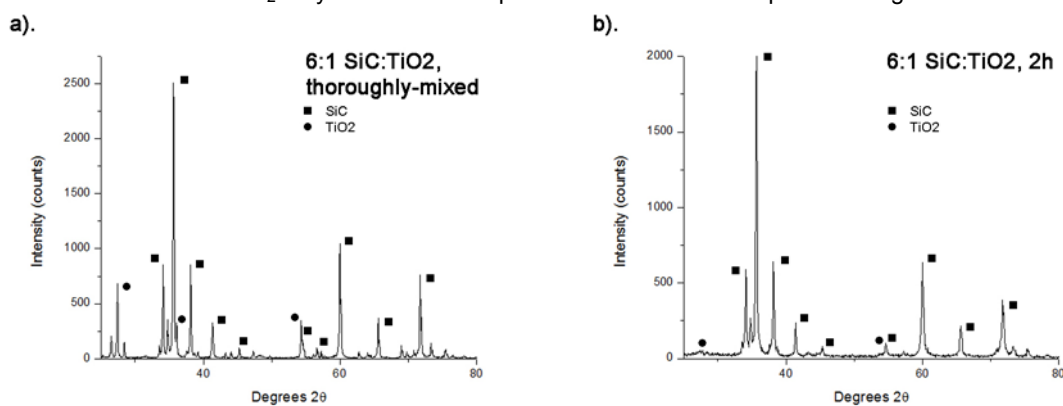 a).
6:1 SiC:TiO2,
thoroughly-mixed
SiC
TiO2
2500
2000
1500
1000
500
0
40
60
80
Intensity (counts)
Degrees 2θ
b).
6:1 SiC:TiO2, 2h
SiC
TiO2
2000
1500
1000
500
0
40
60
80
Intensity (counts)
Degrees 2θ